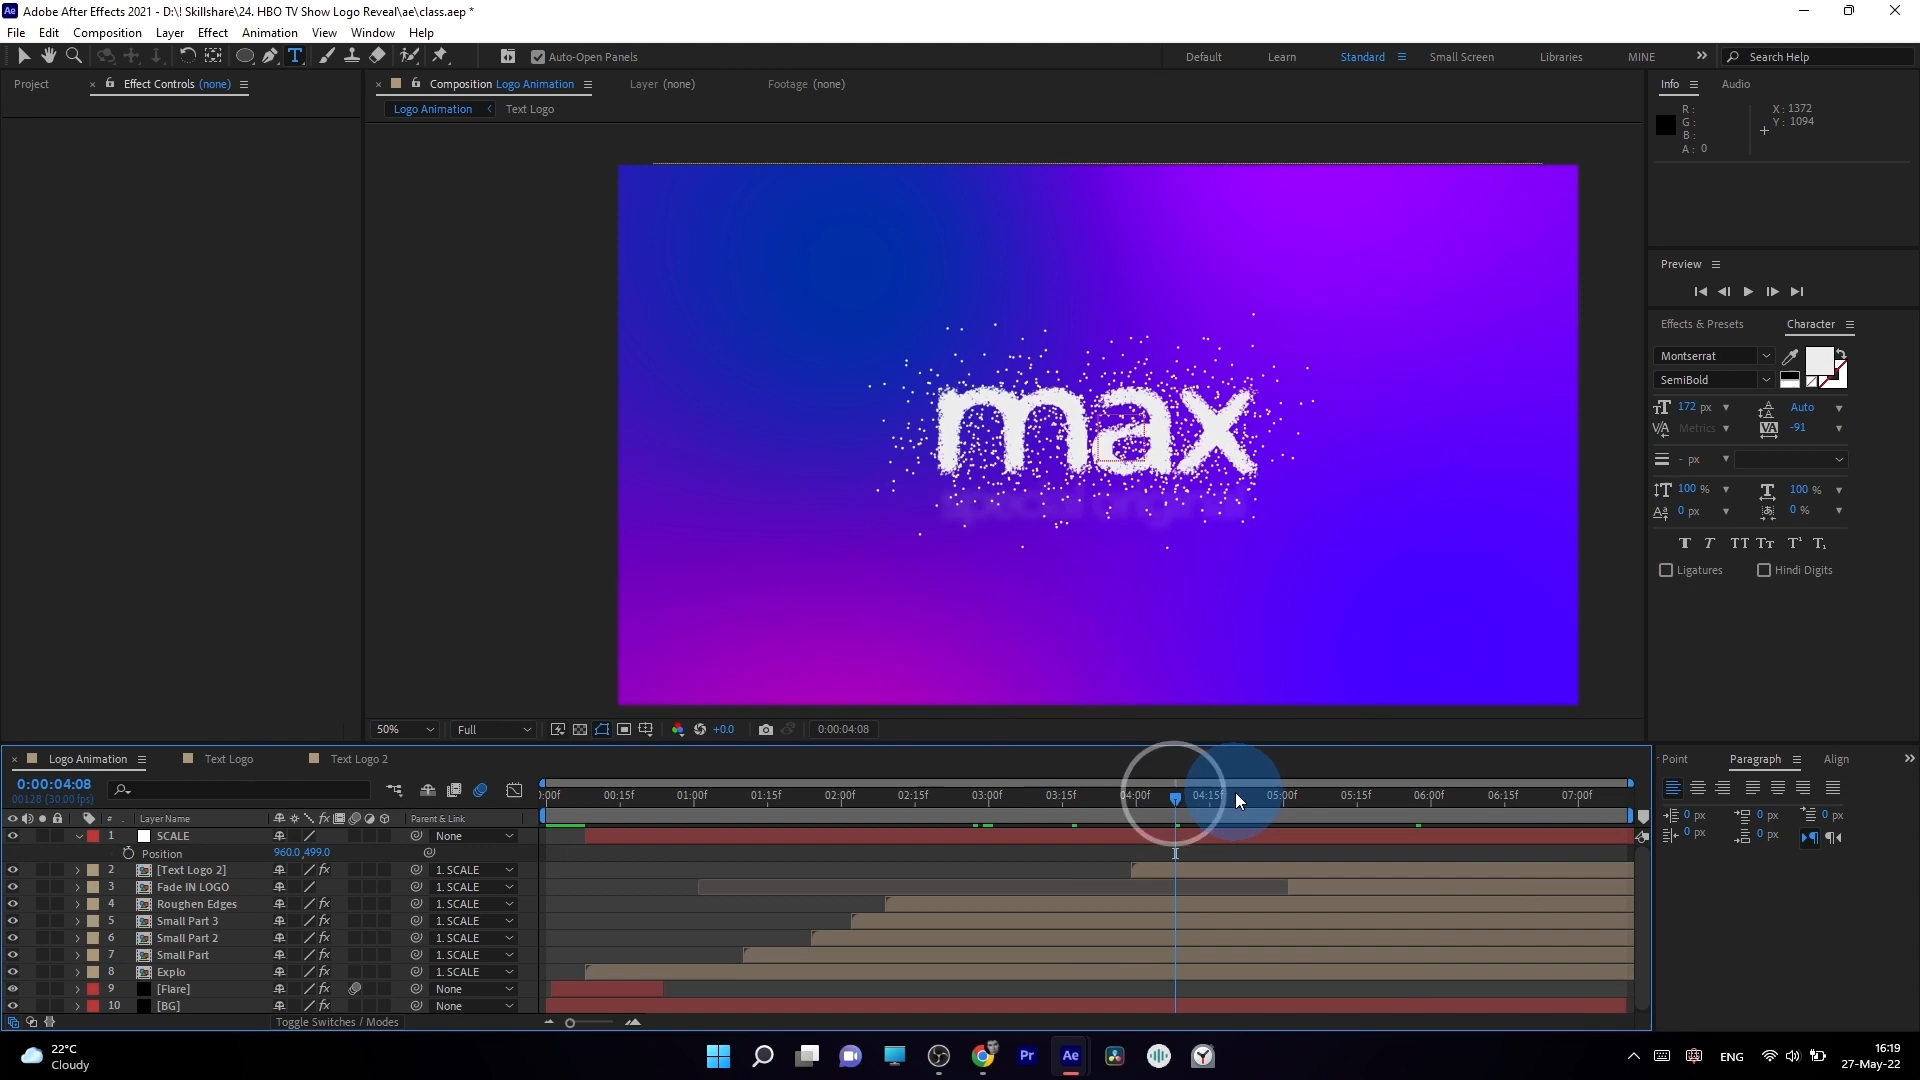 Adobe After Effects 2021 - D:\! Skillshare\24. HBO TV Show Logo Reveal\ae\class.aep *
File Edit Composition Layer Effect Animation View Window Help
Auto-Open Panels Default Learn Standard Small Screen Libraries MINE Search Help
Project Effect Controls (none) Composition Logo Animation Layer (none) Footage (none) Info Audio
Logo Animation Text Logo
R: X: 1372
G: Y: 1094
B:
A: 0
Preview
Effects & Presets Character
Montserrat
SemiBold
172 px Auto
Metrics -91
- px
100 % 100 %
0 px 0 %
Ligatures Hindi Digits
max
special original
50% Full +0.0 0:00:04:08
Logo Animation Text Logo Text Logo 2 Point Paragraph Align
0:00:04:08
00128 (30.00 fps)
):00f 00:15f 01:00f 01:15f 02:00f 02:15f 03:00f 03:15f 04:00f 04:15f 05:00f 05:15f 06:00f 06:15f 07:00f
0 px 0 px 0 px
0 px 0 px
# Layer Name Parent & Link
1 SCALE None
Position 960.0,499.0
2 [Text Logo 2] 1. SCALE
3 Fade IN LOGO 1. SCALE
4 Roughen Edges 1. SCALE
5 Small Part 3 1. SCALE
6 Small Part 2 1. SCALE
7 Small Part 1. SCALE
8 Explo 1. SCALE
9 [Flare] None
10 [BG] None
Toggle Switches / Modes
22°C
Cloudy
ENG
16:19
27-May-22